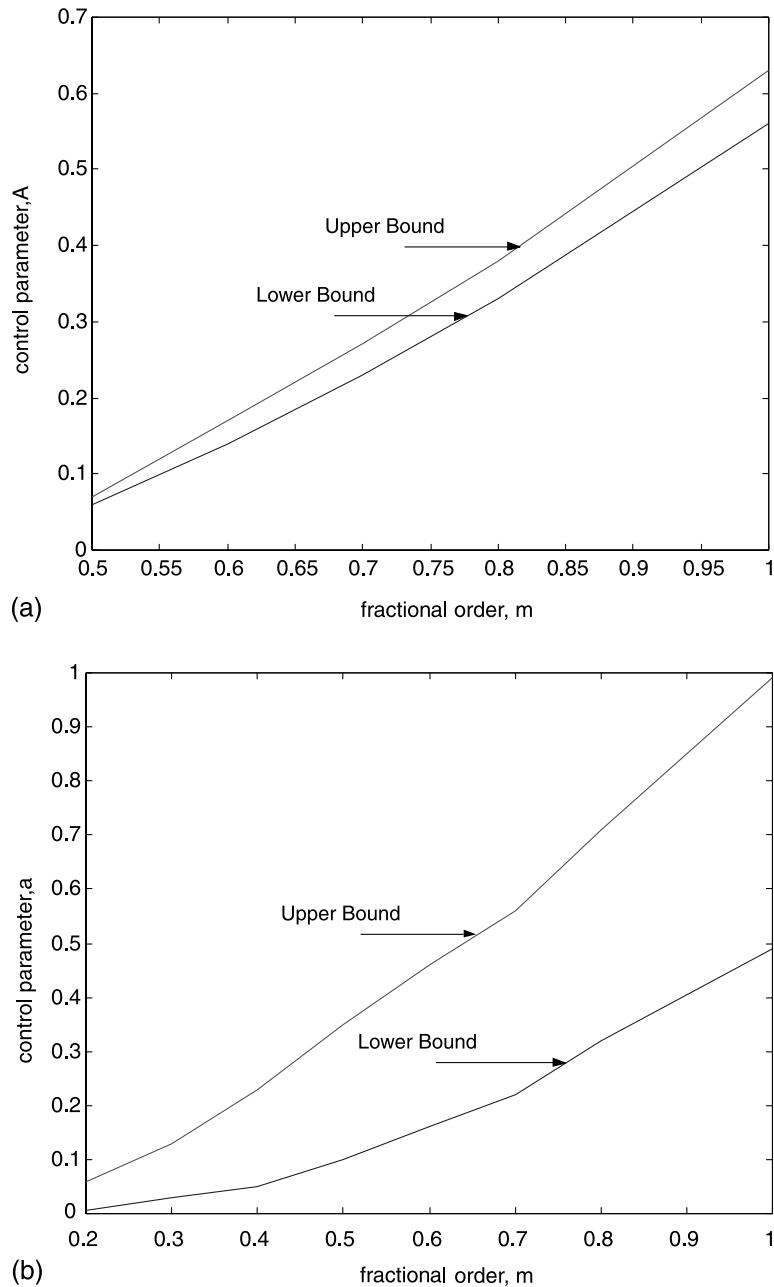 0.7
0.6
0.5
0.4
0.3
0.2
0.1
0
control parameter,A
Upper Bound
Lower Bound
0.5 0.55 0.6 0.65 0.7 0.75 0.8 0.85 0.9 0.95 1
fractional order, m
(a)
1
0.9
0.8
0.7
0.6
0.5
0.4
0.3
0.2
0.1
0
control parameter,a
Upper Bound
Lower Bound
0.2 0.3 0.4 0.5 0.6 0.7 0.8 0.9 1
fractional order, m
(b)